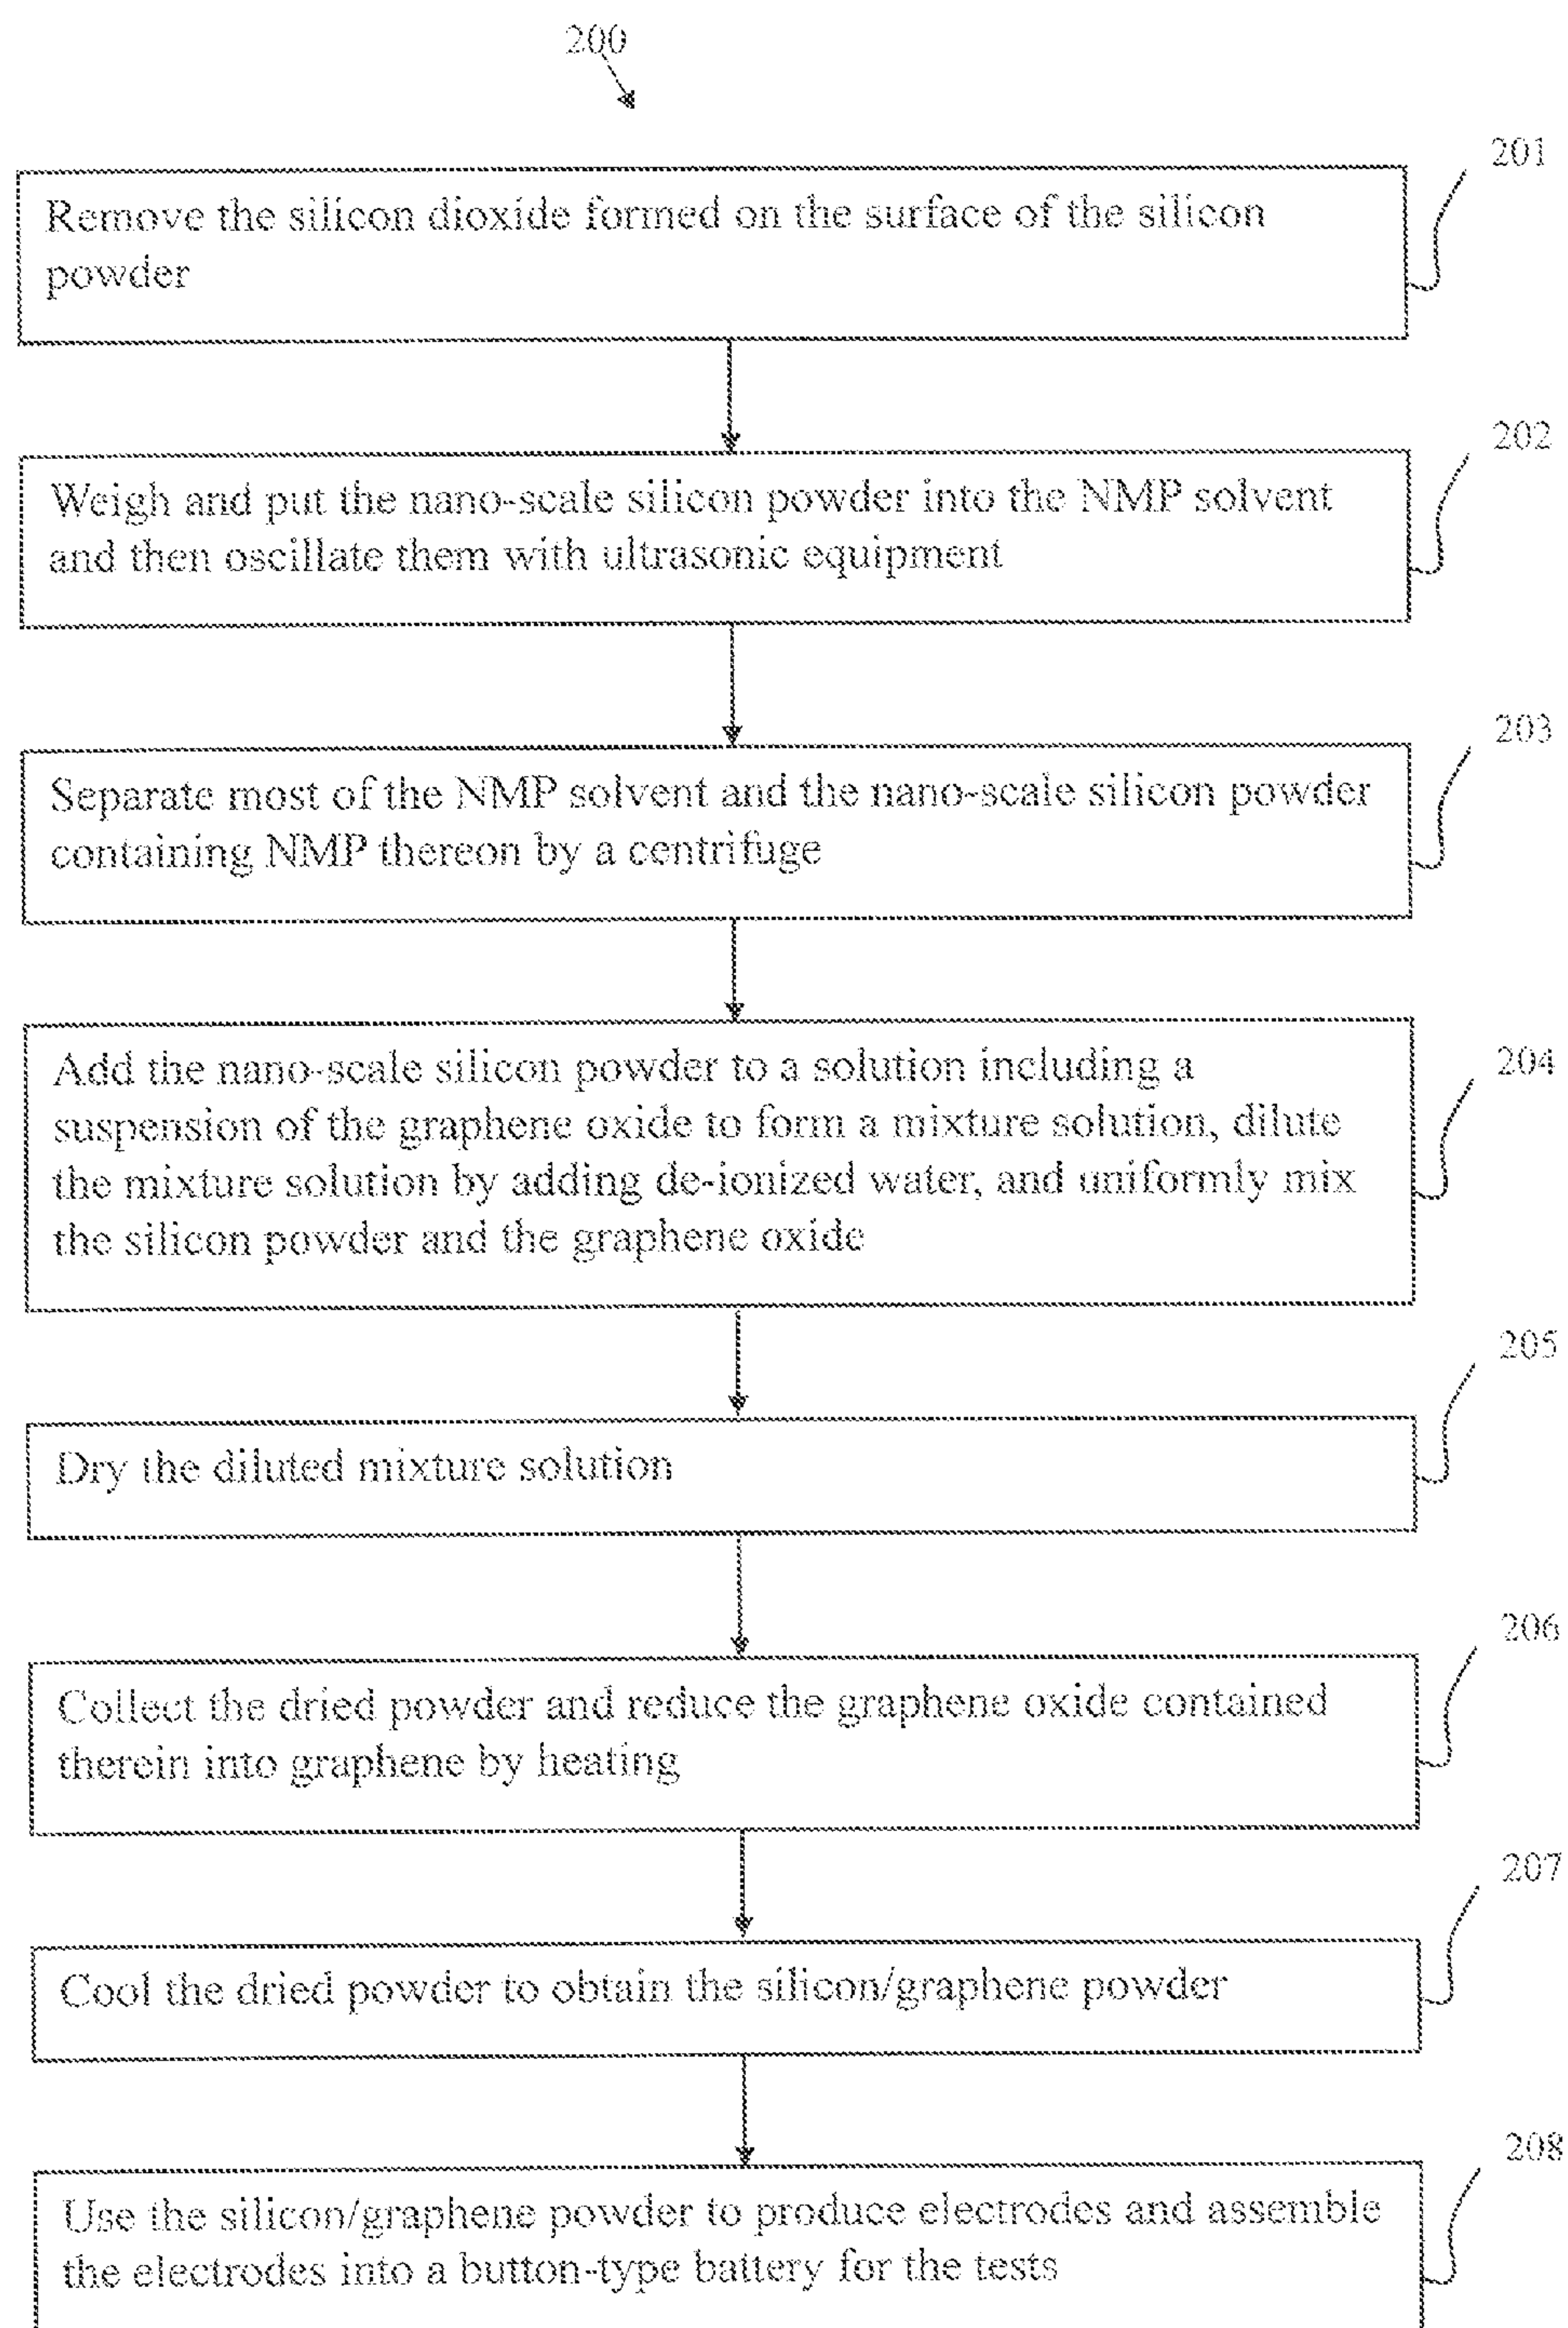 200
201
Remove the silicon dioxide formed on the surface of the silicon
powder
202
Weigh and put the nano-scale silicon powder into the NMP solvent
and then oscillate them with ultrasonic equipment
203
Separate most of the NMP solvent and the nano-scale silicon powder
containing NMP thereon by a centrifuge
204
Add the nano-scale silicon powder to a solution including a
suspension of the graphene oxide to form a mixture solution, dilute
the mixture solution by adding de-ionized water, and uniformly mix
the silicon powder and the graphene oxide
205
Dry the diluted mixture solution
206
Collect the dried powder and reduce the graphene oxide contained
therein into graphene by heating
207
Cool the dried powder to obtain the silicon/graphene powder
208
Use the silicon/graphene powder to produce electrodes and assemble
the electrodes into a button-type battery for the tests